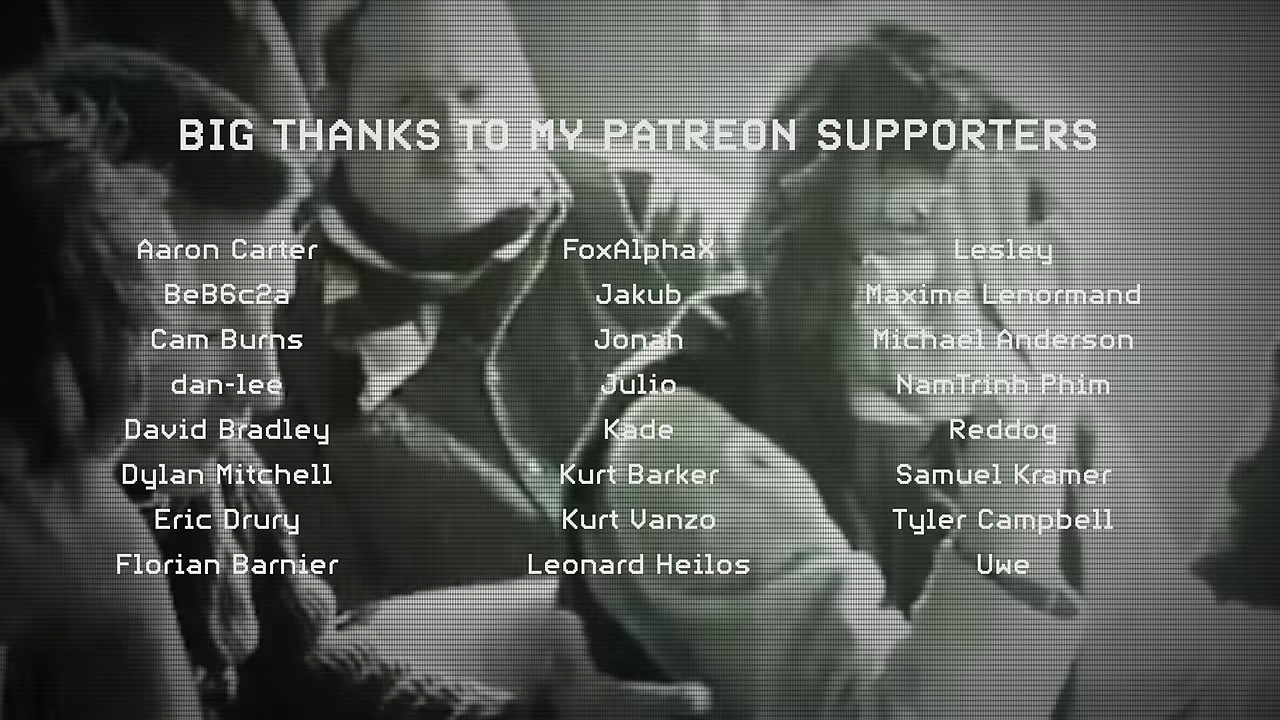 BIG THANKS TO MY PATREON SUPPORTERS
Aaron Carter
BeB6c2a
Cam Burns
dan-lee
David Bradley
Dylan Mitchell
Eric Drury
Florian Barnier
FoxAlphaX
Jakub
Jonah
Julio
Kade
Kurt Barker
Kurt Vanzo
Leonard Heilos
Lesley
Maxime Lenormand
Michael Anderson
NamTrinh Phim
Reddog
Samuel Kramer
Tyler Campbell
Uwe